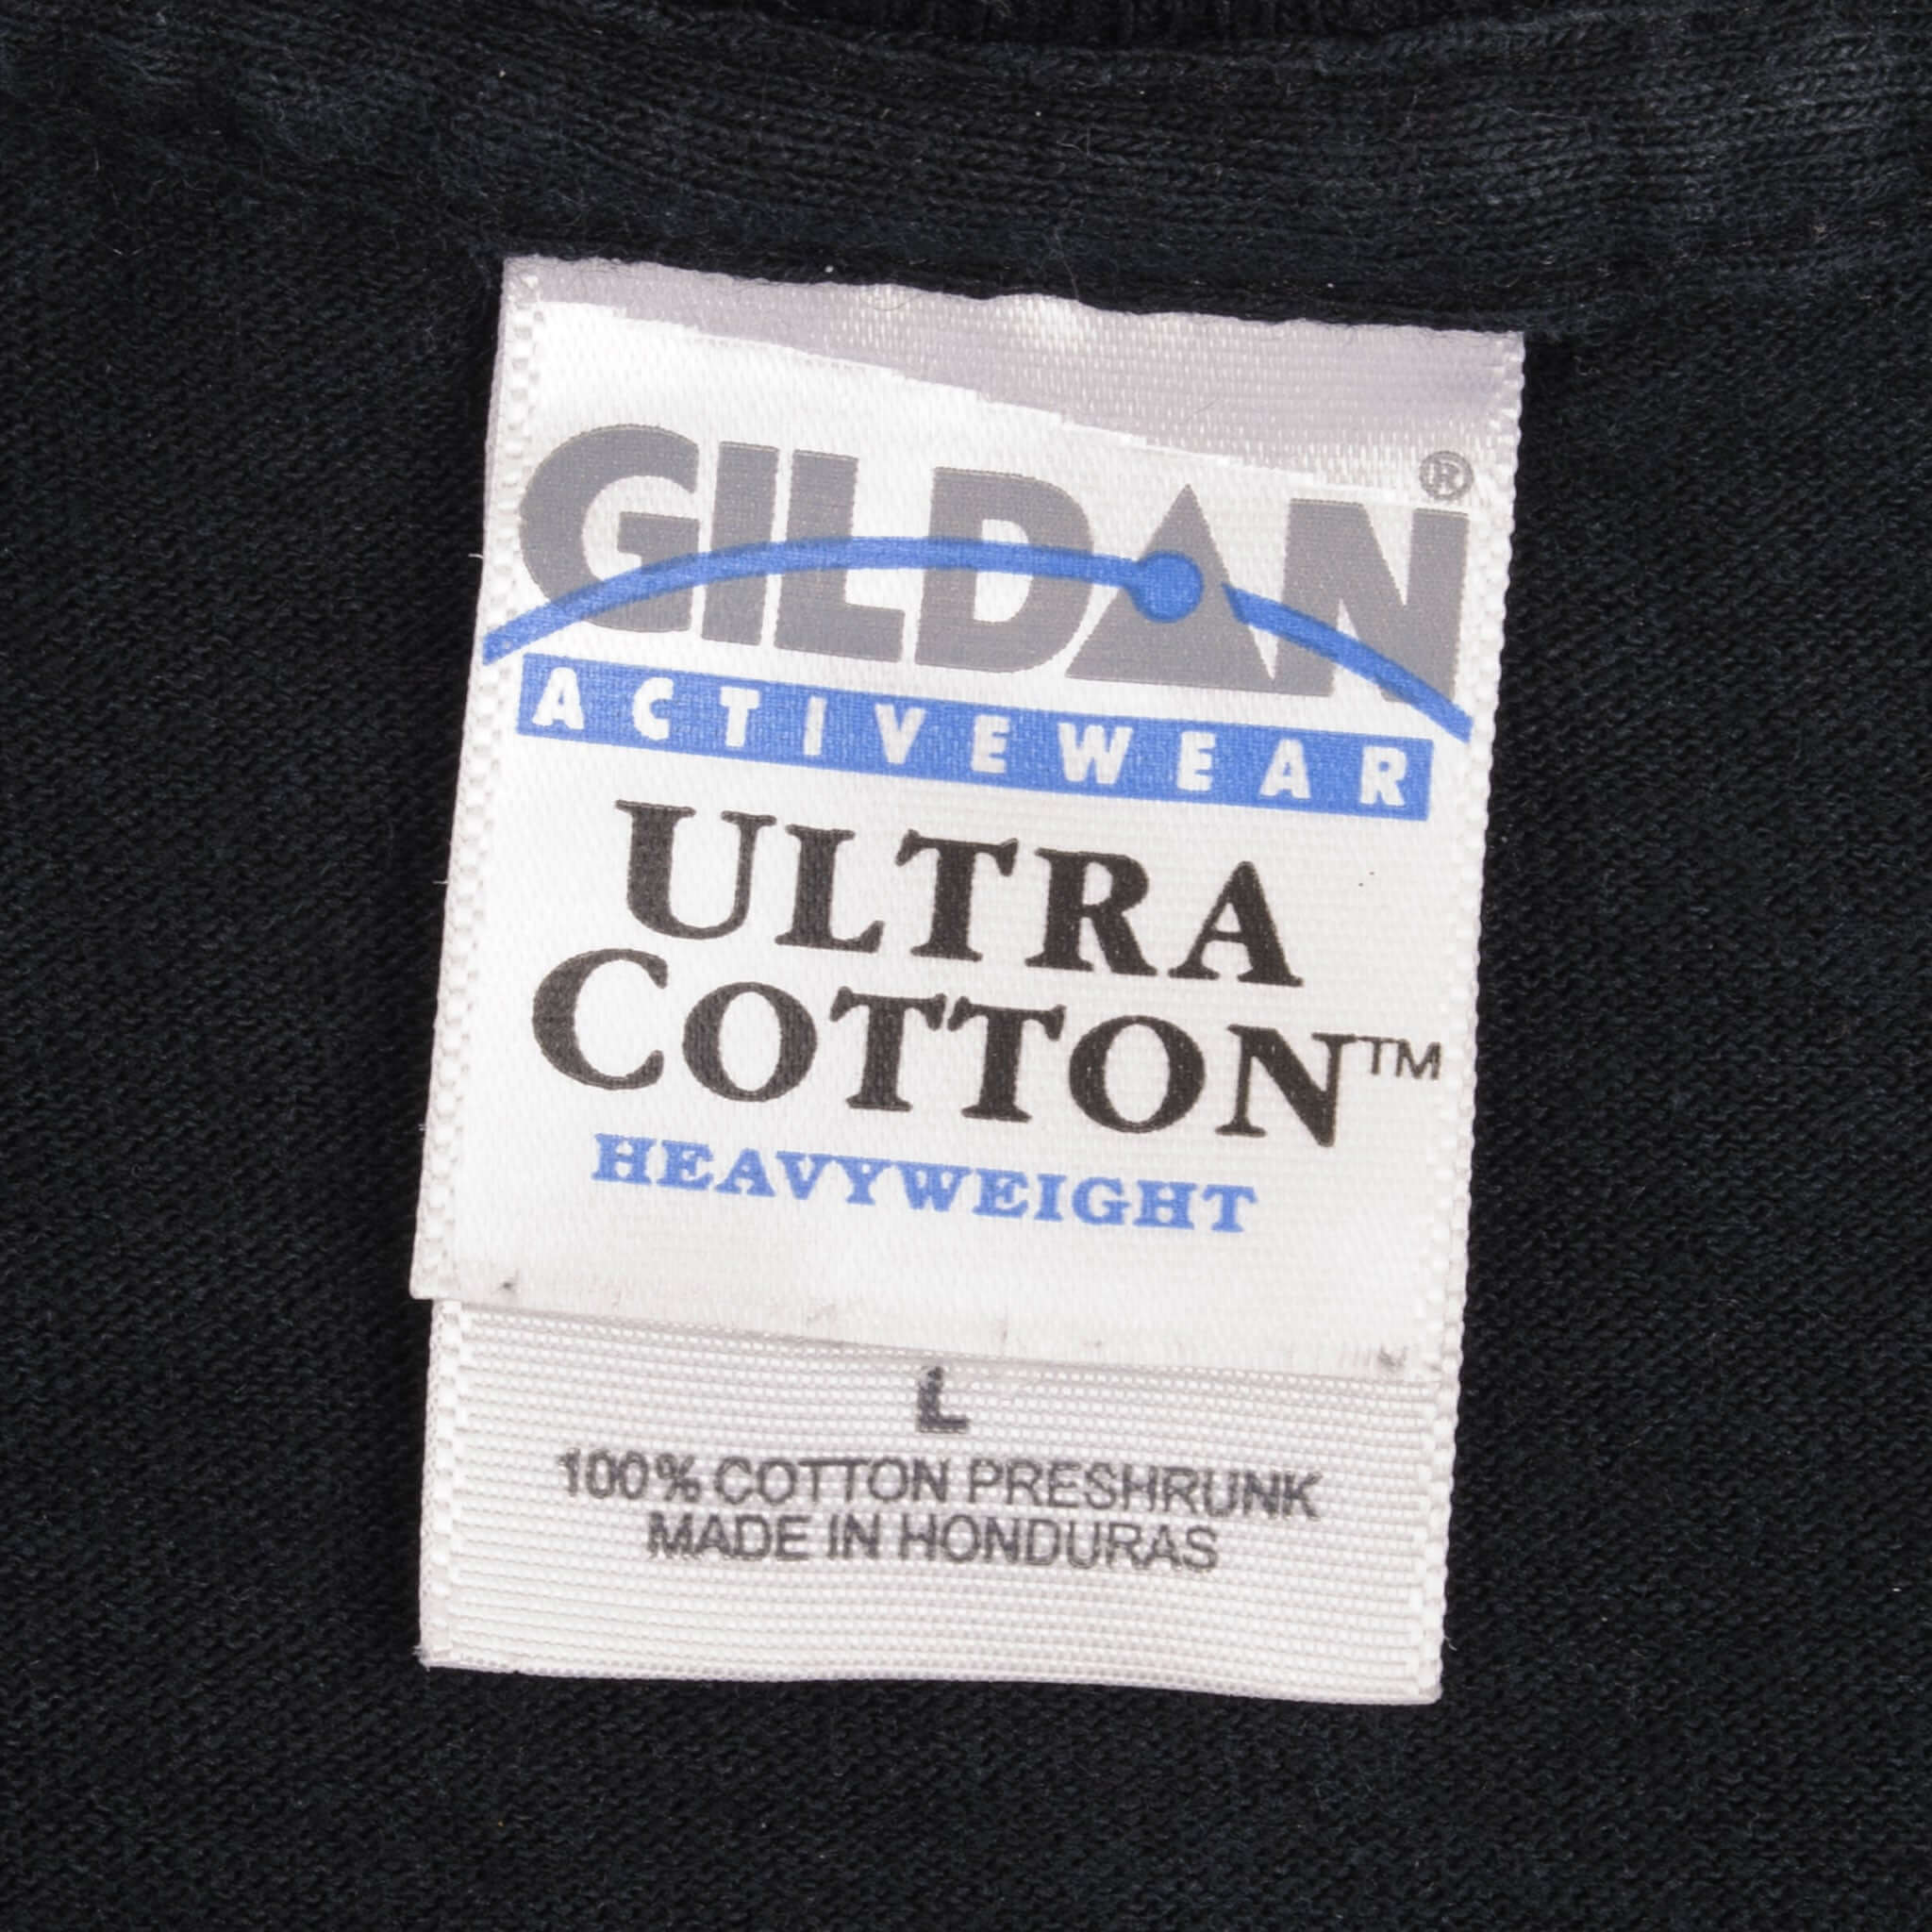 GILDAN®
ACTIVEWEAR
ULTRA
COTTON™
HEAVYWEIGHT
L
100% COTTON PRESHRUNK
MADE IN HONDURAS